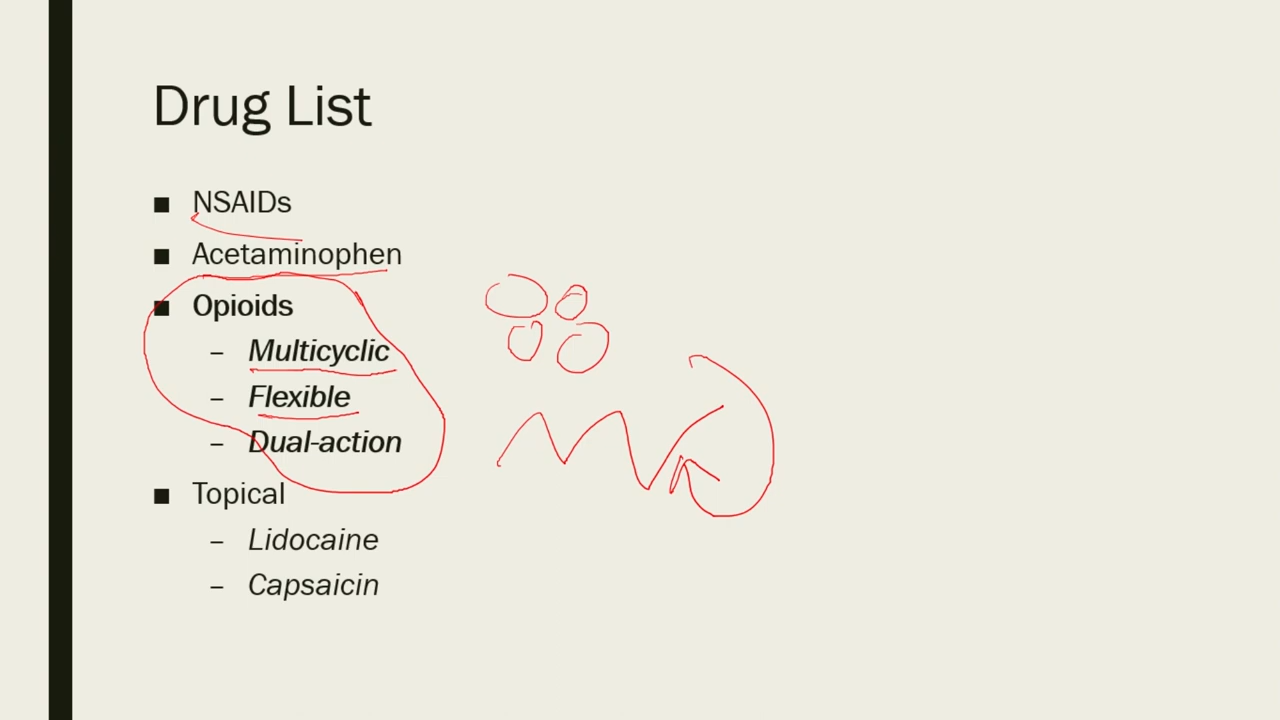 Drug List
■ NSAIDs
■ Acetaminophen
■ Opioids
– Multicyclic
– Flexible
– Dual-action
■ Topical
– Lidocaine
– Capsaicin